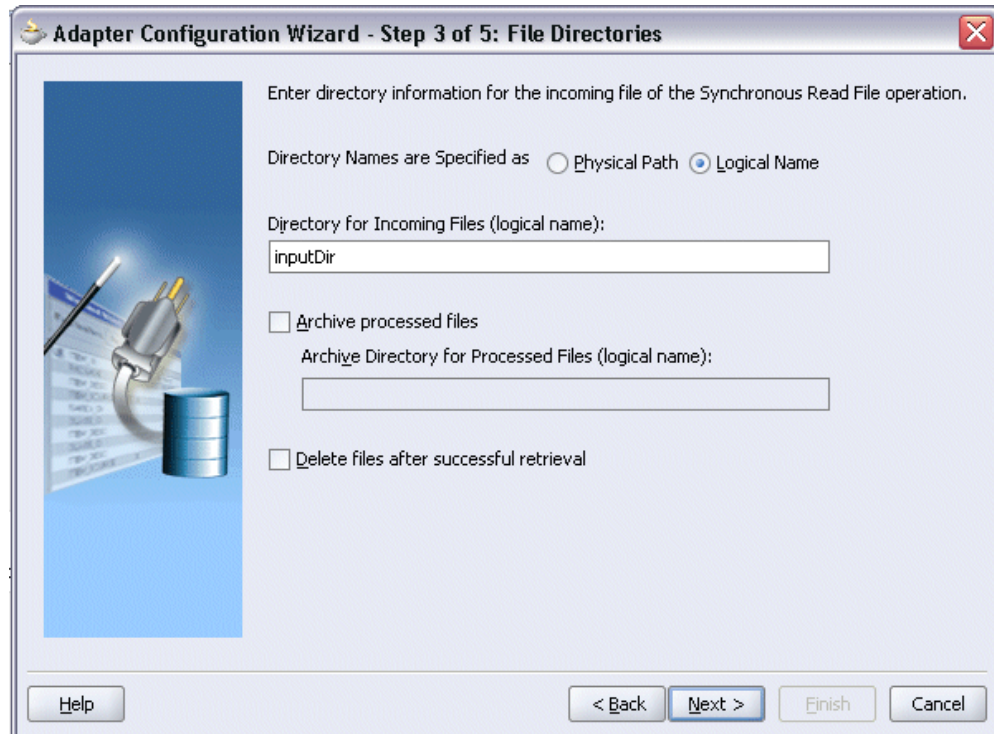 Adapter Configuration Wizard - Step 3 of 5: File Directories
Enter directory information for the incoming file of the Synchronous Read File operation.
Directory Names are Specified as Physical Path Logical Name
Directory for Incoming Files (logical name):
inputDir
Archive processed files
Archive Directory for Processed Files (logical name):
Delete files after successful retrieval
Help < Back Next > Finish Cancel